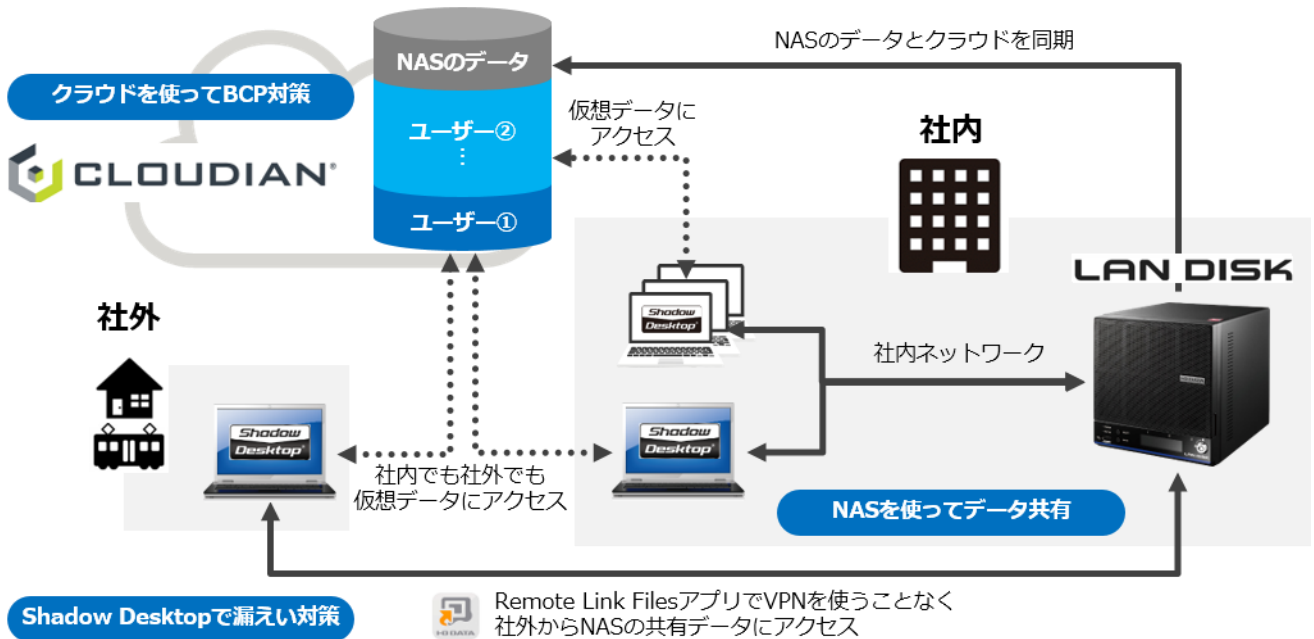 NASのデータとクラウドを同期
NASのデータ
クラウドを使ってBCP対策
仮想データに
アクセス
ユーザー②
⋮
社内
CLOUDIAN®
ユーザー①
LAN DISK
社外
Shadow
Desktop®
社内ネットワーク
Shadow
Desktop®
Shadow
Desktop®
社内でも社外でも
仮想データにアクセス
NASを使ってデータ共有
Shadow Desktopで漏えい対策
I-O DATA
Remote Link FilesアプリでVPNを使うことなく
社外からNASの共有データにアクセス